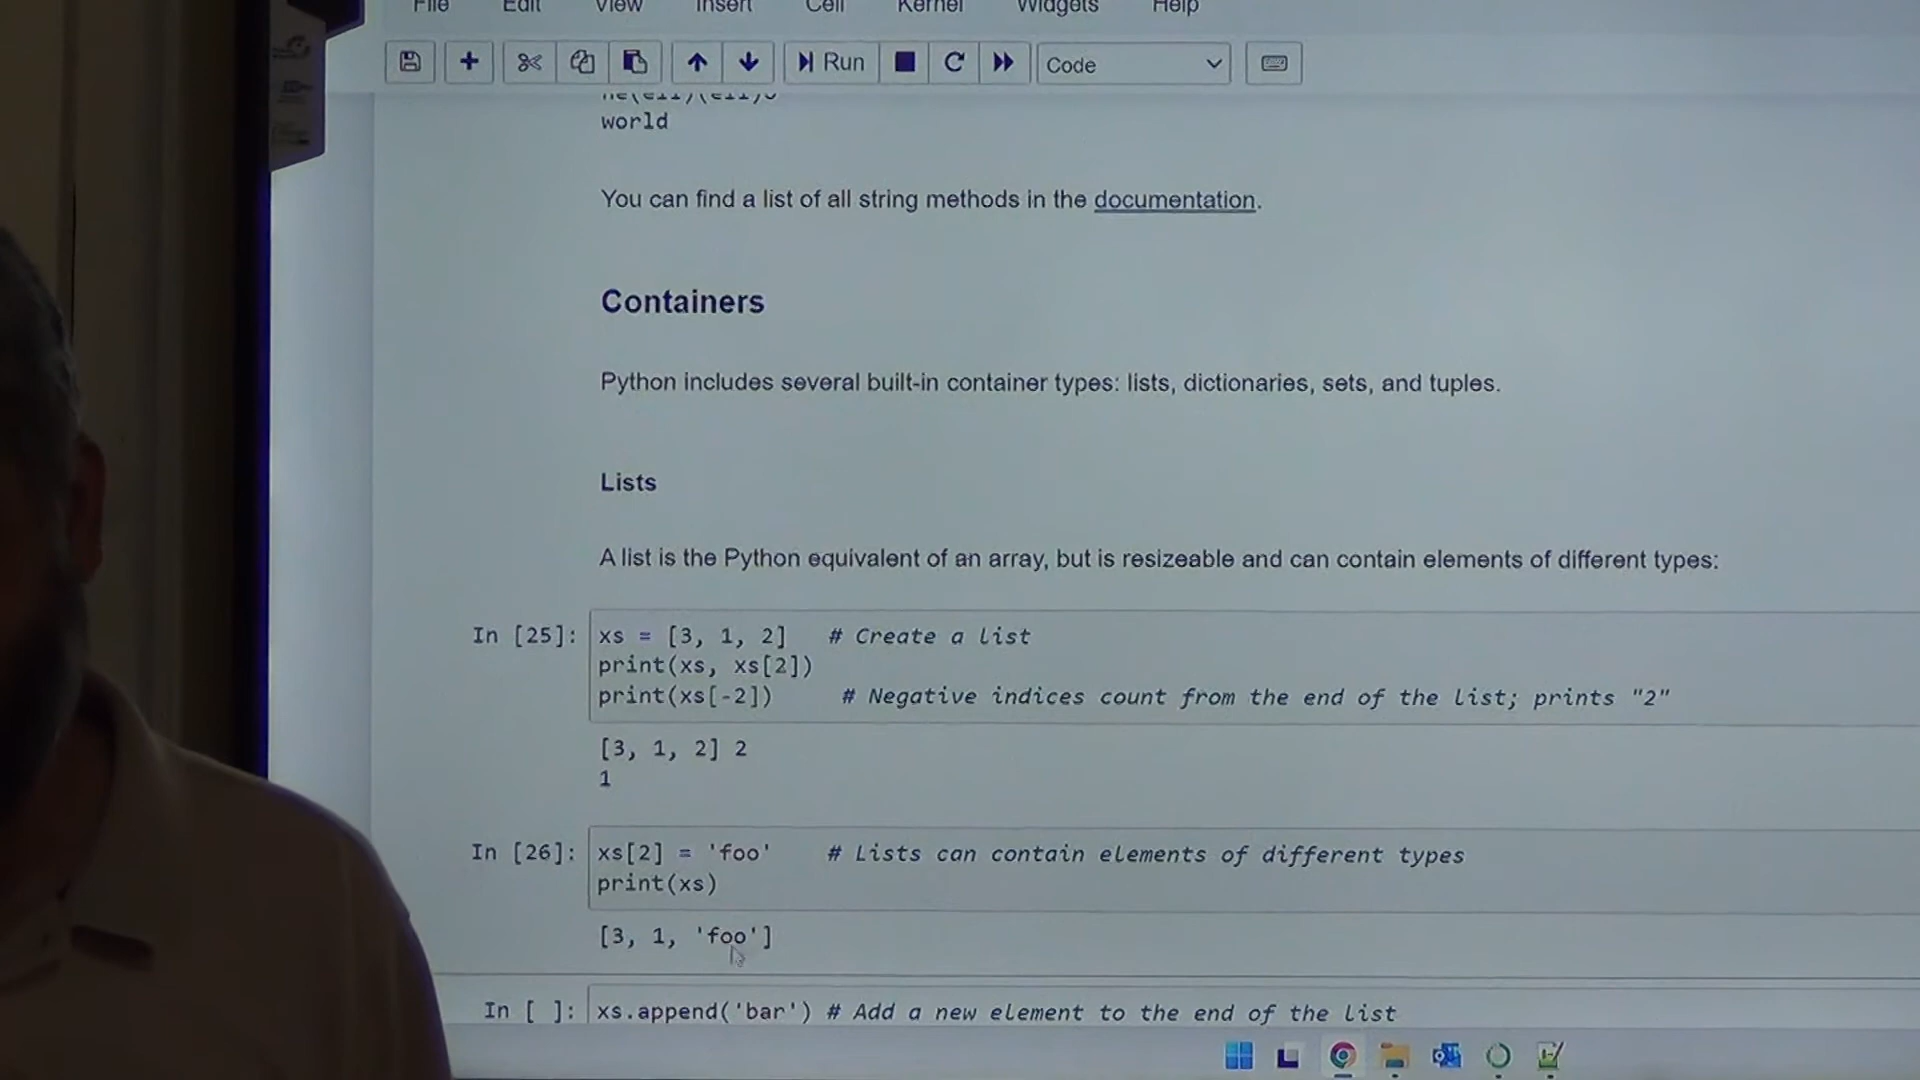 File Edit View Insert Cell Kernel Widgets Help
Run Code
he(ell)(ell)o
world
You can find a list of all string methods in the documentation.
Containers
Python includes several built-in container types: lists, dictionaries, sets, and tuples.
Lists
A list is the Python equivalent of an array, but is resizeable and can contain elements of different types:
In [25]: xs = [3, 1, 2] # Create a list
print(xs, xs[2])
print(xs[-2]) # Negative indices count from the end of the list; prints "2"
[3, 1, 2] 2
1
In [26]: xs[2] = 'foo' # Lists can contain elements of different types
print(xs)
[3, 1, 'foo']
In [ ]: xs.append('bar') # Add a new element to the end of the list